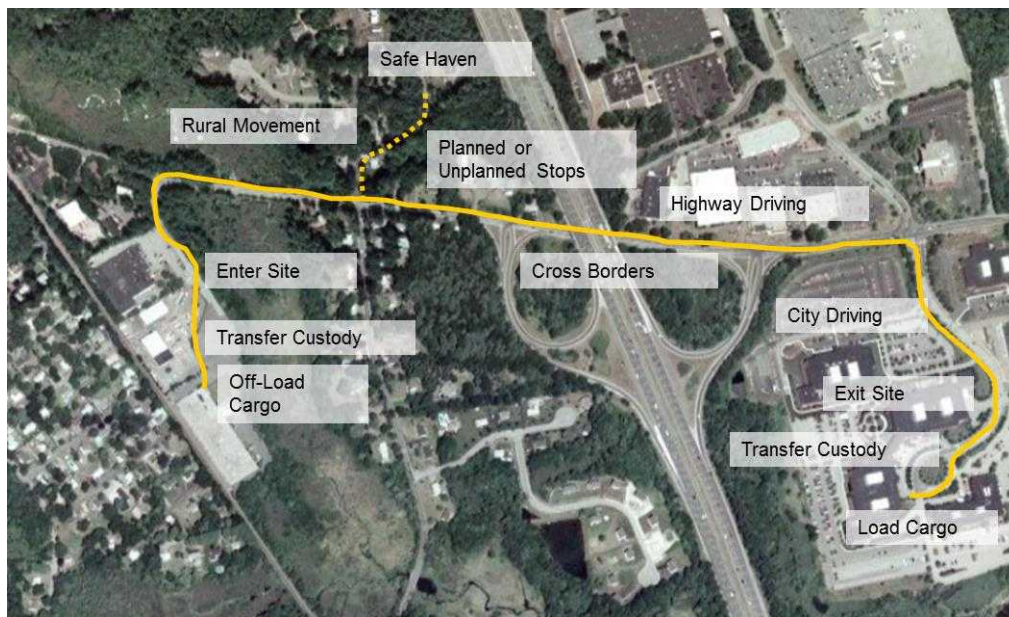 Safe Haven
Rural Movement
Planned or
Unplanned Stops
Highway Driving
Enter Site
Cross Borders
City Driving
Transfer Custody
Off-Load
Cargo
Exit Site
Transfer Custody
Load Cargo